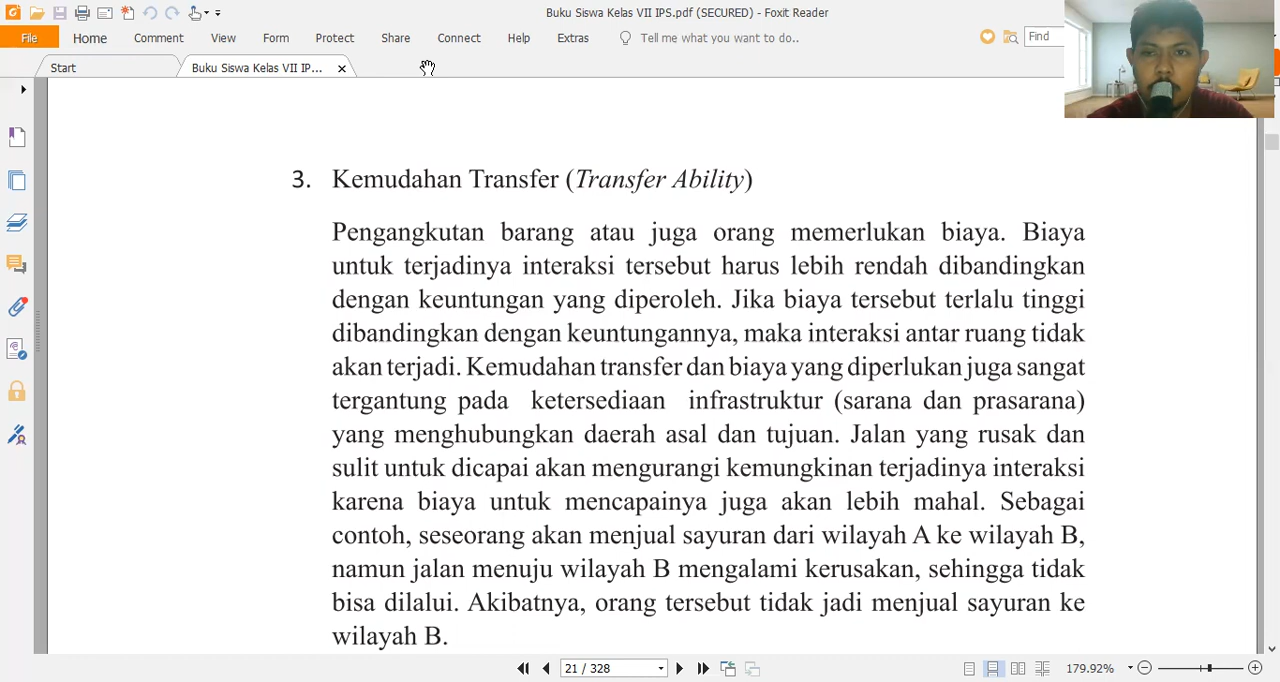 Buku Siswa Kelas VII IPS.pdf (SECURED) - Foxit Reader
File Home Comment View Form Protect Share Connect Help Extras Tell me what you want to do.. Find
Start Buku Siswa Kelas VII IP...
3. Kemudahan Transfer (Transfer Ability)
Pengangkutan barang atau juga orang memerlukan biaya. Biaya
untuk terjadinya interaksi tersebut harus lebih rendah dibandingkan
dengan keuntungan yang diperoleh. Jika biaya tersebut terlalu tinggi
dibandingkan dengan keuntungannya, maka interaksi antar ruang tidak
akan terjadi. Kemudahan transfer dan biaya yang diperlukan juga sangat
tergantung pada ketersediaan infrastruktur (sarana dan prasarana)
yang menghubungkan daerah asal dan tujuan. Jalan yang rusak dan
sulit untuk dicapai akan mengurangi kemungkinan terjadinya interaksi
karena biaya untuk mencapainya juga akan lebih mahal. Sebagai
contoh, seseorang akan menjual sayuran dari wilayah A ke wilayah B,
namun jalan menuju wilayah B mengalami kerusakan, sehingga tidak
bisa dilalui. Akibatnya, orang tersebut tidak jadi menjual sayuran ke
wilayah B.
21 / 328 179.92%